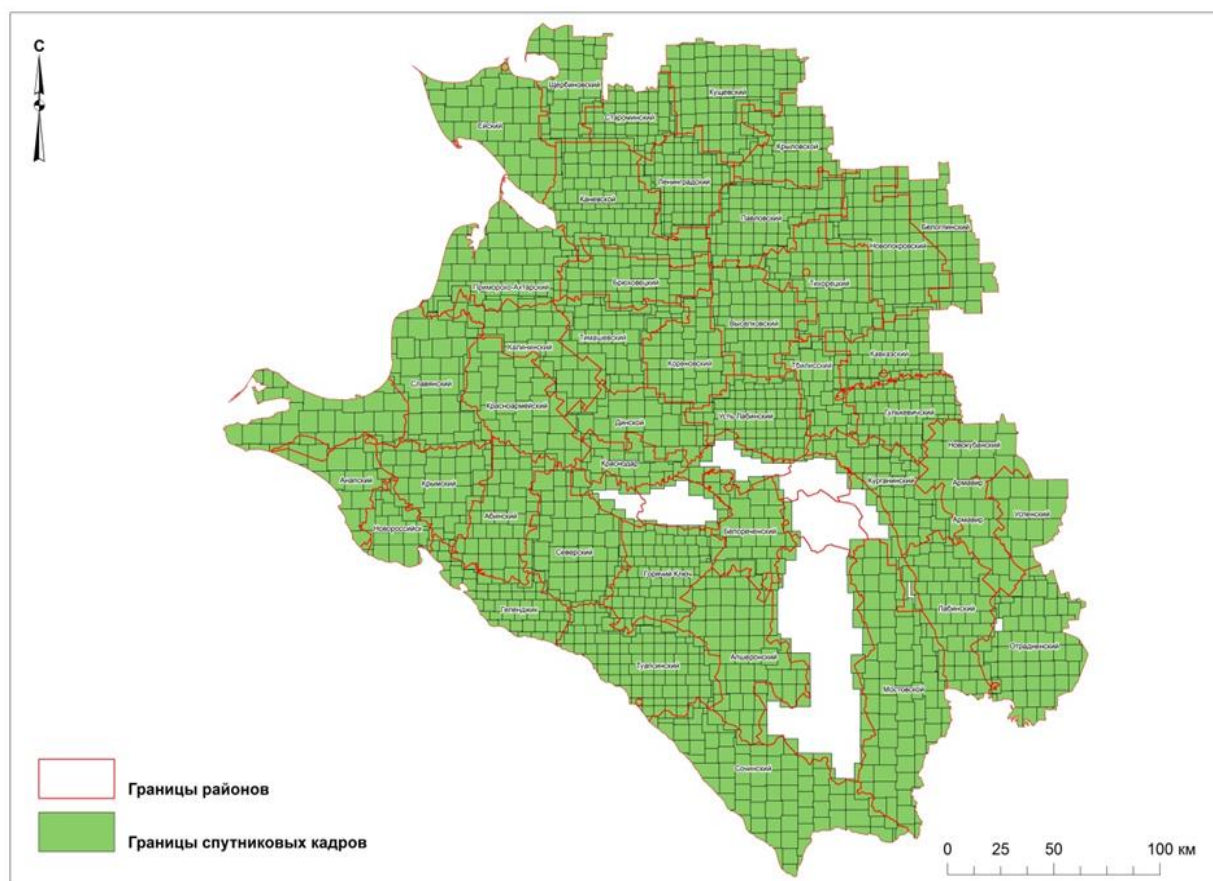 С
Щербиновский
Кущевский
Староминский
Ейский
Крыловской
Ленинградский
Каневской
Павловский
Белоглинский
Новопокровский
Брюховецкий
Тихорецкий
Приморско-Ахтарский
Выселковский
Тимашевский
Калининский
Кавказский
Кореновский
Тбилисский
Славянский
Красноармейский
Гулькевичский
Усть-Лабинский
Динской
Новокубанский
Краснодар
Курганинский
Анапский
Крымский
Армавир
Успенский
Абинский
Армавир
Новороссийск
Белореченский
Северский
Горячий Ключ
Геленджик
Лабинский
Отрадненский
Апшеронский
Туапсинский
Мостовской
Сочинский
Границы районов
Границы спутниковых кадров
0 25 50 100 км